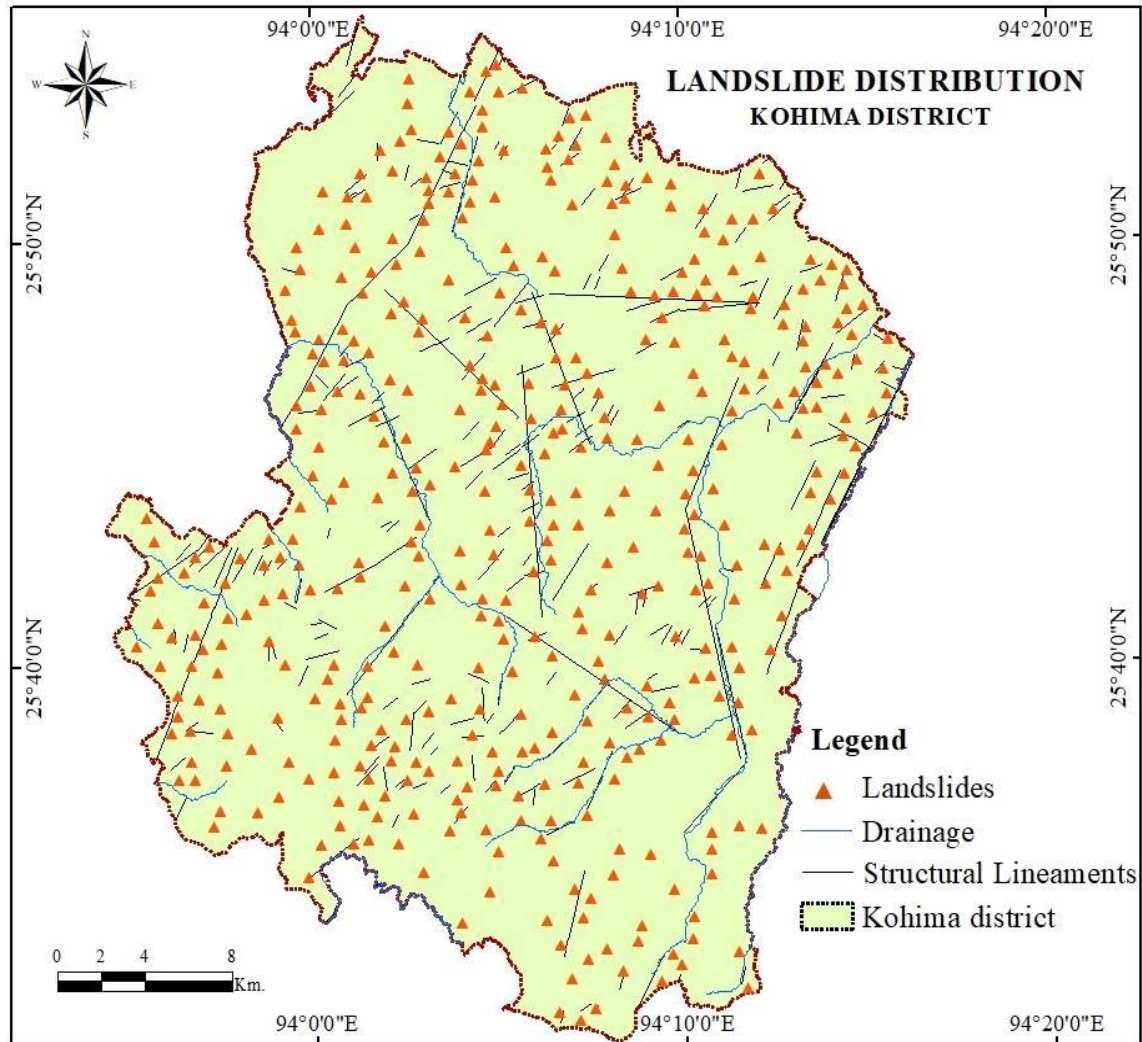 94°0'0"E
94°10'0"E
94°20'0"E
N
W
E
S
LANDSLIDE DISTRIBUTION
KOHIMA DISTRICT
25°50'0"N
25°50'0"N
25°40'0"N
25°40'0"N
Legend
Landslides
Drainage
Structural Lineaments
Kohima district
0 2 4 8
Km.
94°0'0"E
94°10'0"E
94°20'0"E